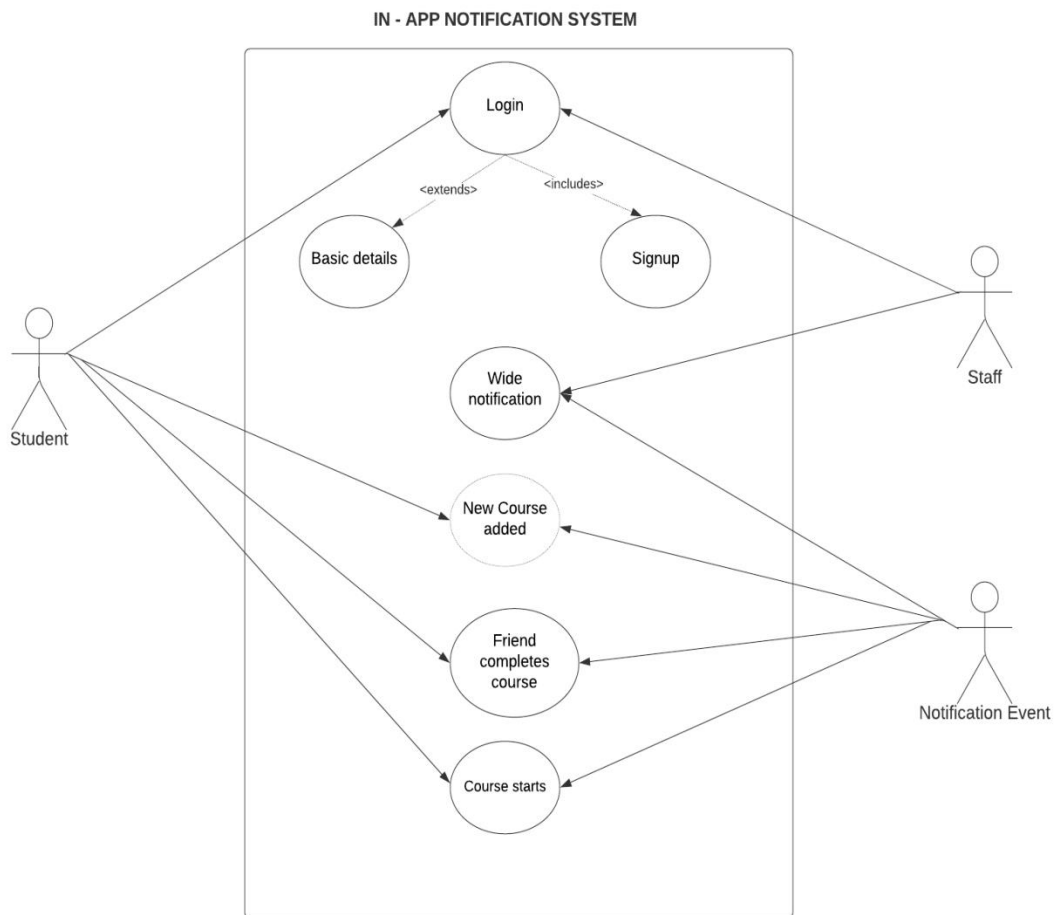 IN - APP NOTIFICATION SYSTEM
Login
<extends>
<includes>
Basic details
Signup
Wide
notification
Staff
Student
New Course
added
Friend
completes
course
Notification Event
Course starts